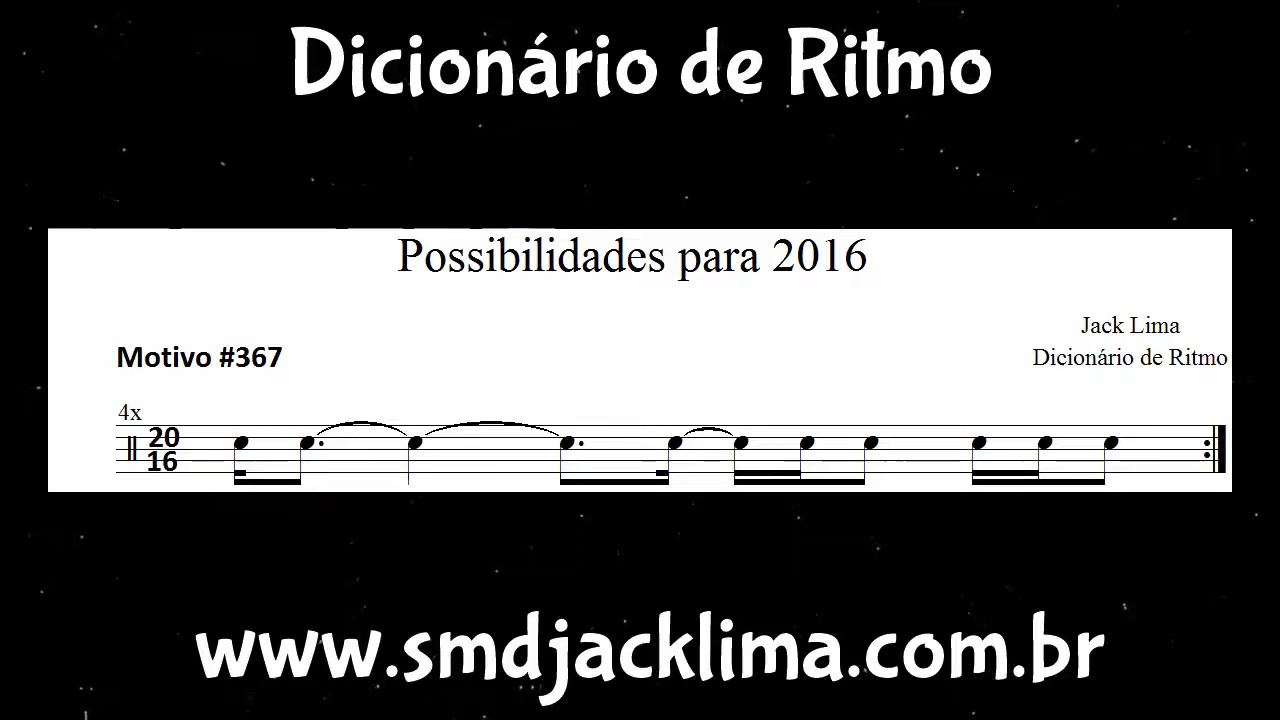 Dicionário de Ritmo
Possibilidades para 2016
Jack Lima
Motivo #367
Dicionário de Ritmo
4x
20
16
www.smdjacklima.com.br